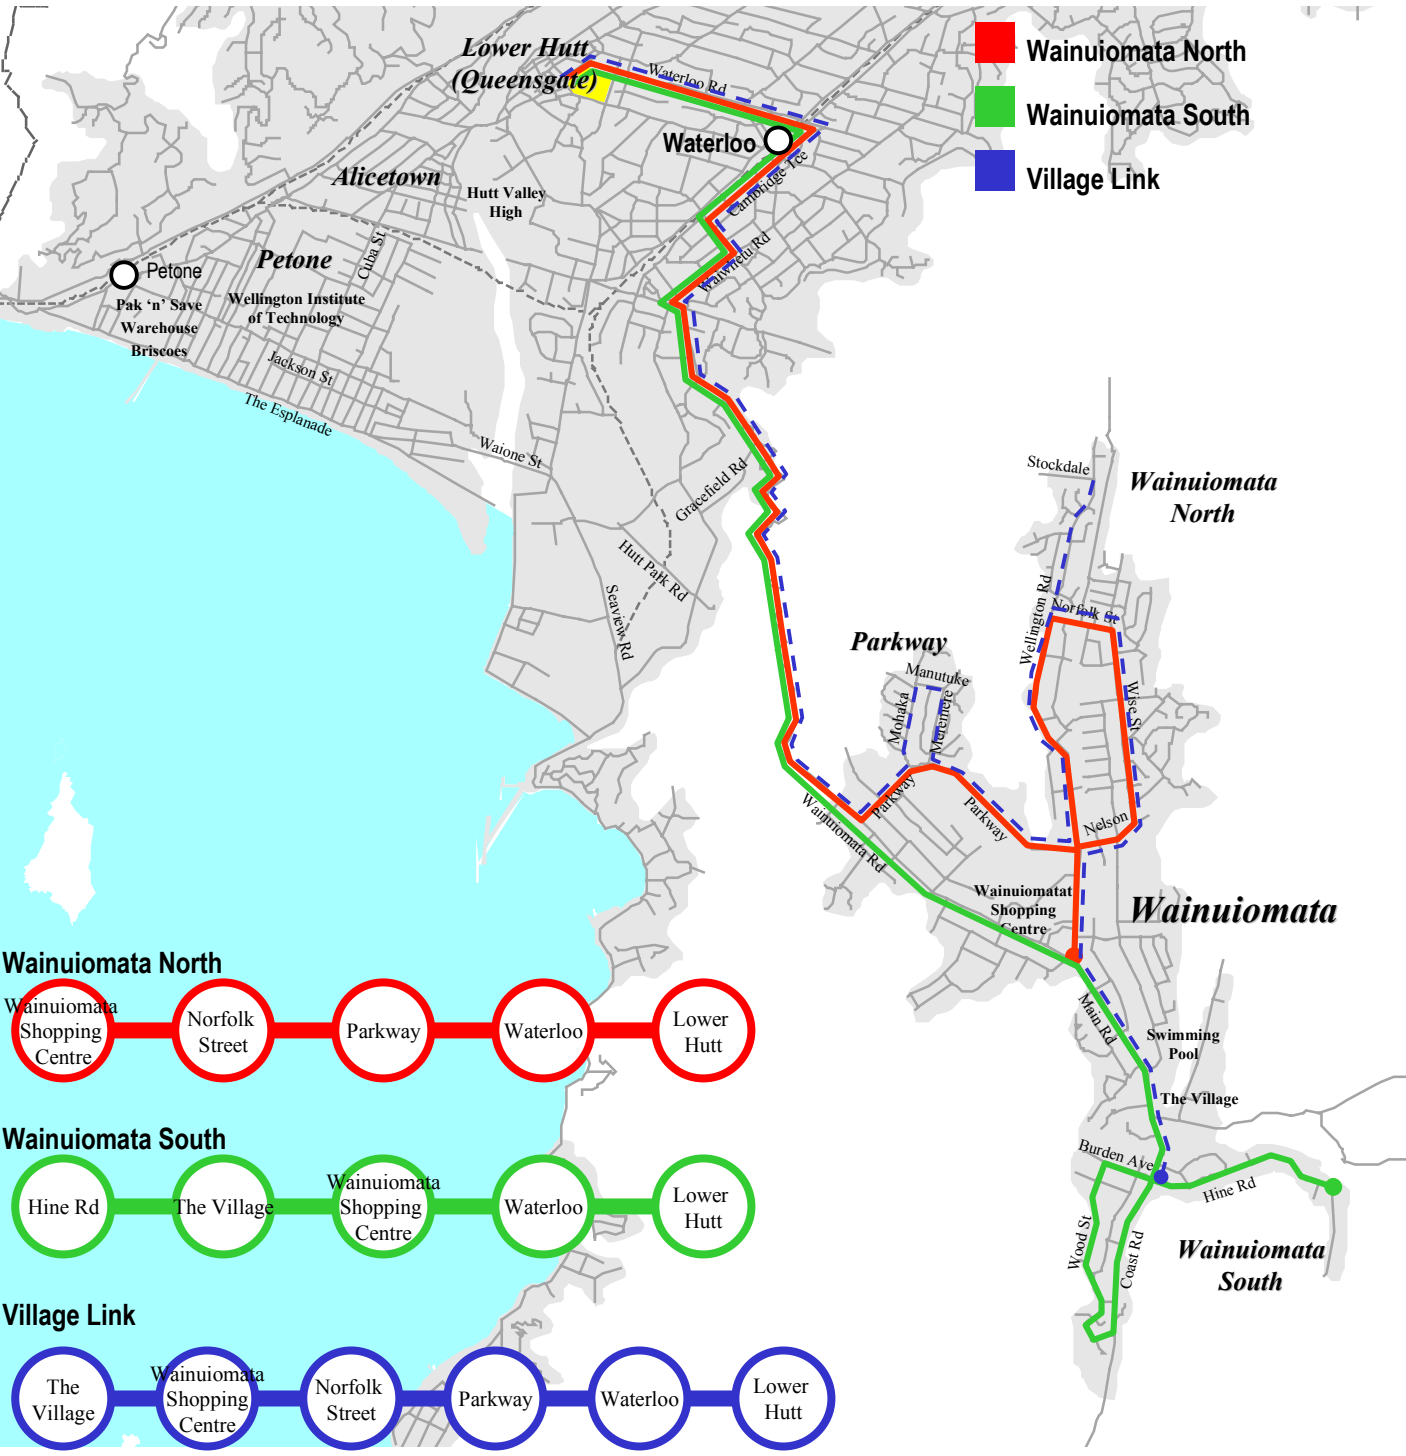 Lower Hutt
(Queensgate)
Waterloo Rd
Wainuiomata North
Wainuiomata South
Village Link
Waterloo
Cambridge Tce
Alicetown
Hutt Valley
High
Waiwhetu Rd
Cuba St
Petone
Petone
Pak ‘n’ Save
Warehouse
Briscoes
Wellington Institute
of Technology
Jackson St
The Esplanade
Waione St
Gracefield Rd
Hutt Park Rd
Seaview Rd
Stockdale
Wainuiomata
North
Wellington Rd
Norfolk St
Wise St
Nelson
Parkway
Manutuke
Mohaka
Meremere
Parkway
Parkway
Wainuiomata Rd
Wainuiomatat
Shopping
Centre
Wainuiomata
Main Rd
Swimming
Pool
The Village
Burden Ave
Hine Rd
Wood St
Coast Rd
Wainuiomata
South
Wainuiomata North
Wainuiomata
Shopping
Centre
Norfolk
Street
Parkway
Waterloo
Lower
Hutt
Wainuiomata South
Hine Rd
The Village
Wainuiomata
Shopping
Centre
Waterloo
Lower
Hutt
Village Link
The
Village
Wainuiomata
Shopping
Centre
Norfolk
Street
Parkway
Waterloo
Lower
Hutt